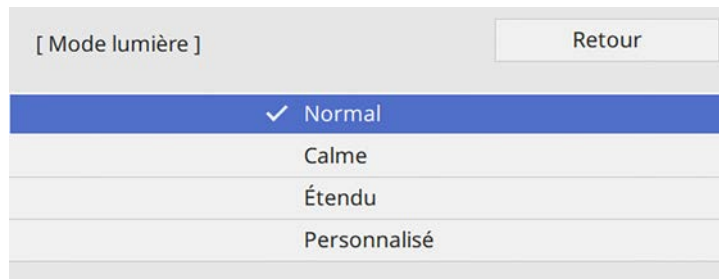 [ Mode lumière ]
Retour
Normal
Calme
Étendu
Personnalisé